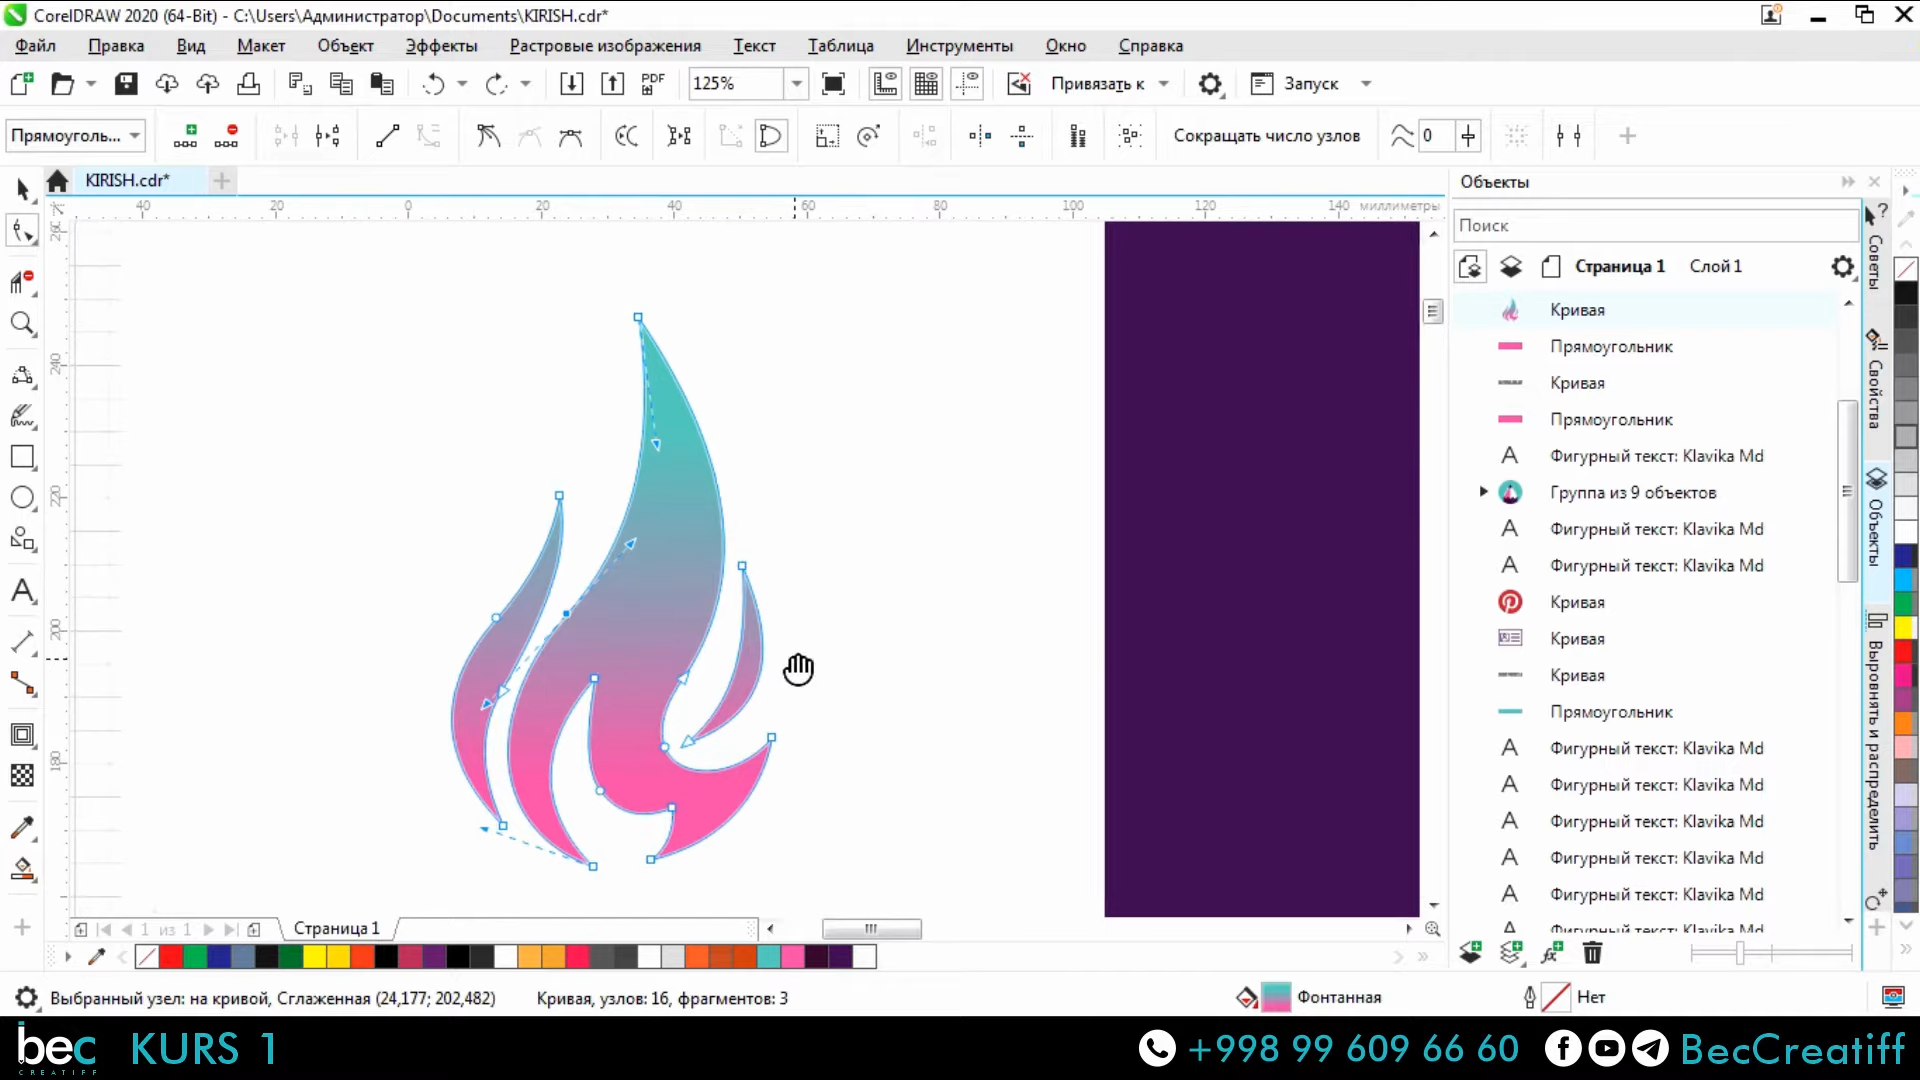 CorelDRAW 2020 (64-Bit) - C:\Users\Администратор\Documents\KIRISH.cdr*
Файл Правка Вид Макет Объект Эффекты Растровые изображения Текст Таблица Инструменты Окно Справка
PDF 125% Привязать к Запуск
Прямоуголь... Сокращать число узлов 0
KIRISH.cdr*
Объекты
40 20 0 20 40 60 80 100 120 140 миллиметры
Поиск
Страница 1 Слой 1
260
240
220
200
180
Кривая
Прямоугольник
Кривая
Прямоугольник
Фигурный текст: Klavika Md
Группа из 9 объектов
Фигурный текст: Klavika Md
Фигурный текст: Klavika Md
Кривая
Кривая
Кривая
Прямоугольник
Фигурный текст: Klavika Md
Фигурный текст: Klavika Md
Фигурный текст: Klavika Md
Фигурный текст: Klavika Md
Фигурный текст: Klavika Md
Фигурный текст: Klavika Md
Советы
Свойства
Объекты
Выровнять и распределить
1 из 1 Страница 1
Выбранный узел: на кривой, Сглаженная (24,177; 202,482) Кривая, узлов: 16, фрагментов: 3 Фонтанная Нет
bec KURS 1 +998 99 609 66 60 BecCreatiff
CREATIFF